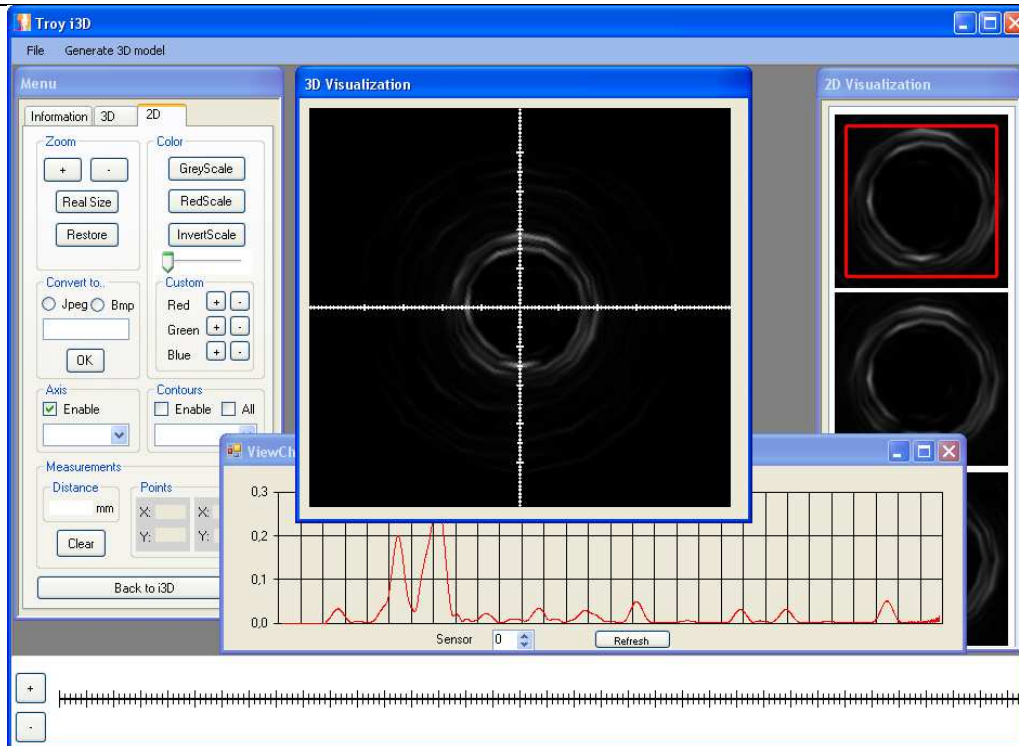 Troy i3D
File Generate 3D model
Menu
Information 3D 2D
Zoom
+ -
Real Size
Restore
Color
GreyScale
RedScale
InvertScale
Convert to..
Jpeg Bmp
OK
Custom
Red + -
Green + -
Blue + -
Axis
Enable
Contours
Enable All
Measurements
Distance
mm
Clear
Points
X: X:
Y: Y:
Back to i3D
3D Visualization
2D Visualization
0,3
0,2
0,1
0,0
Sensor 0
Refresh
+
-